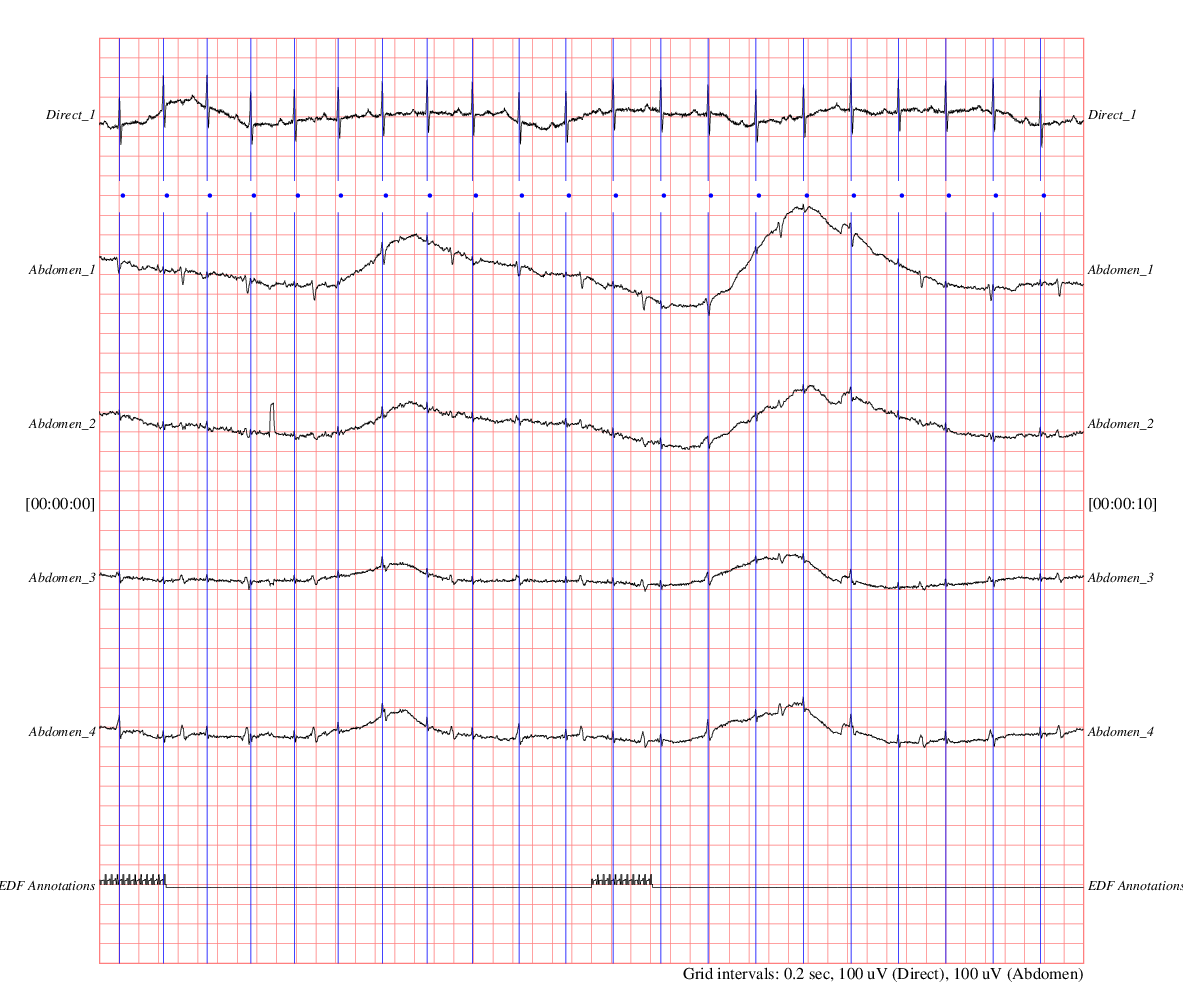 Direct_1 Direct_1
Abdomen_1 Abdomen_1
Abdomen_2 Abdomen_2
[00:00:00] [00:00:10]
Abdomen_3 Abdomen_3
Abdomen_4 Abdomen_4
EDF Annotations EDF Annotations
Grid intervals: 0.2 sec, 100 uV (Direct), 100 uV (Abdomen)